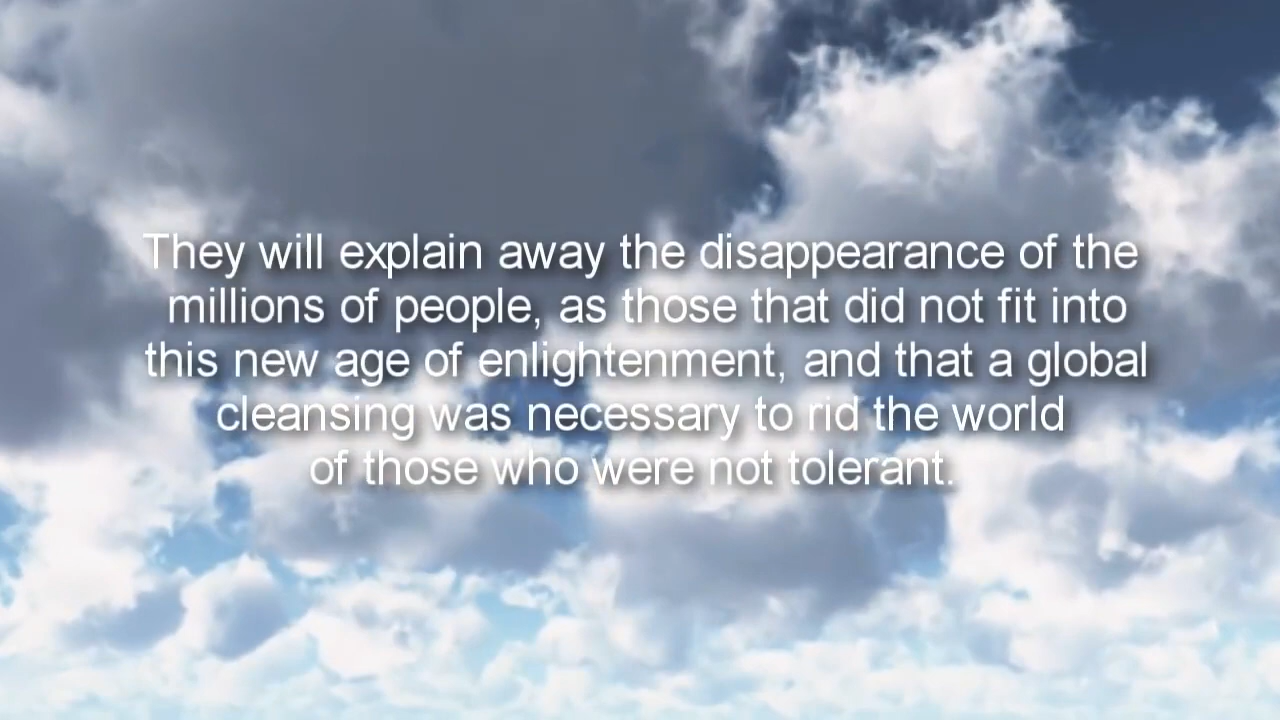 They will explain away the disappearance of the
millions of people, as those that did not fit into
this new age of enlightenment, and that a global
cleansing was necessary to rid the world
of those who were not tolerant.